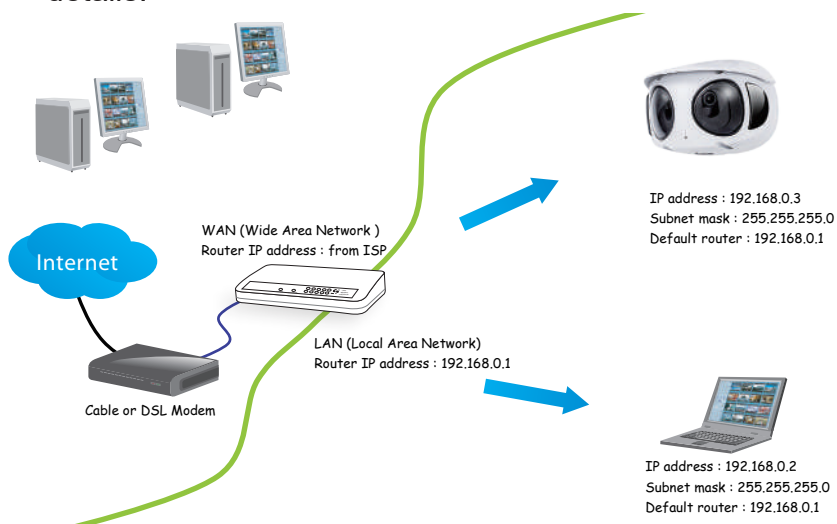 IP address : 192.168.0.3
Subnet mask : 255.255.255.0
Default router : 192.168.0.1
WAN (Wide Area Network )
Router IP address : from ISP
Internet
LAN (Local Area Network)
Router IP address : 192.168.0.1
Cable or DSL Modem
IP address : 192.168.0.2
Subnet mask : 255.255.255.0
Default router : 192.168.0.1